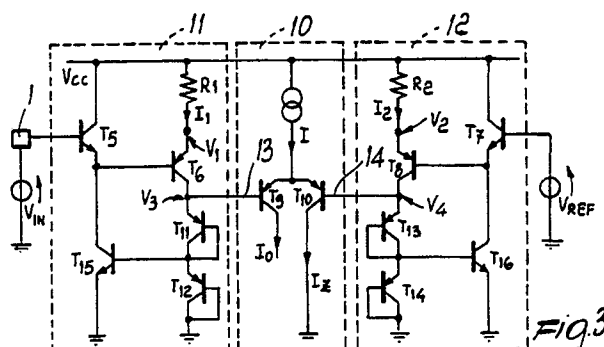 11
10
12
1
Vcc
R1
R2
I1
I
I2
T5
V1
V2
T7
T6
13
14
T8
V3
T9
T10
V4
VIN
VREF
T11
T13
I0
T15
Iz
T16
T12
T14
Fig.3